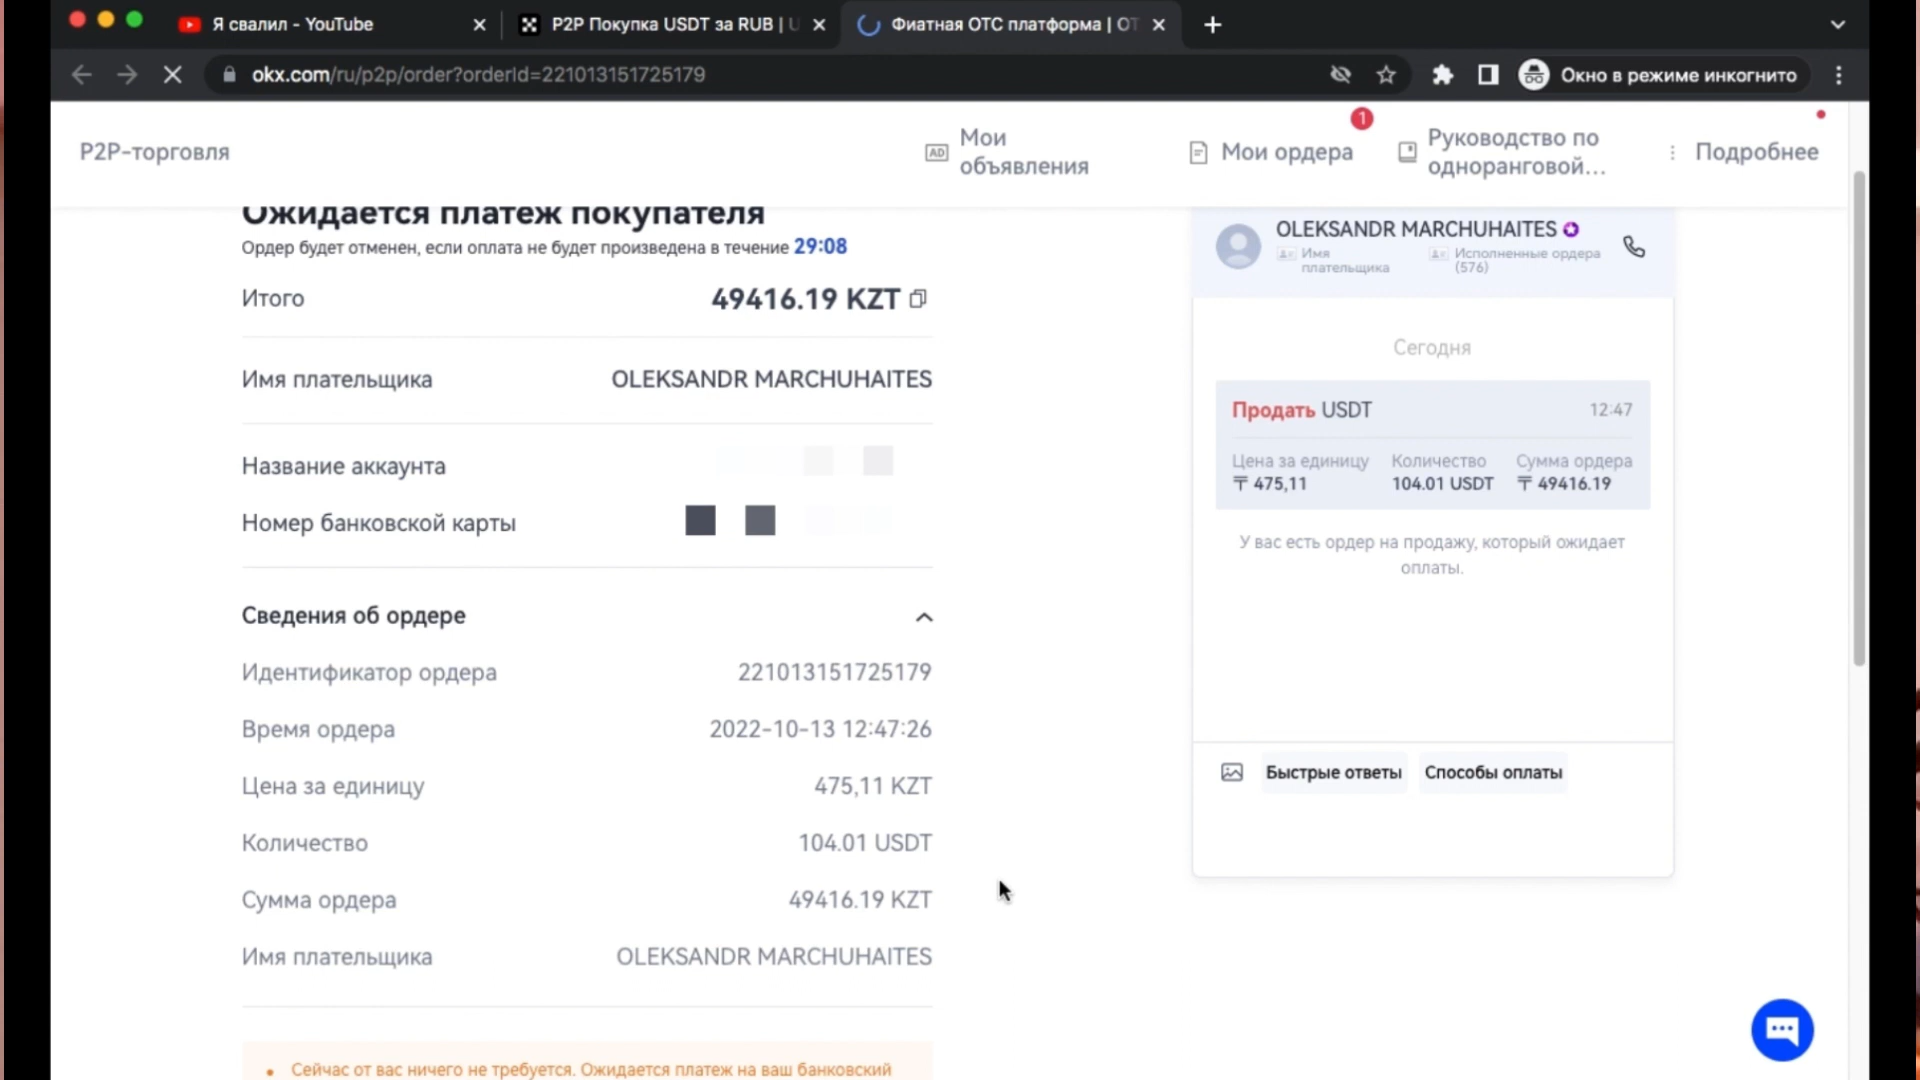 Я свалил - YouTube
P2P Покупка USDT за RUB |
Фиатная OTC платформа | OT
okx.com/ru/p2p/order?orderId=221013151725179
Окно в режиме инкогнито
P2P-торговля
AD
Мои
объявления
Мои ордера
1
Руководство по
одноранговой...
Подробнее
Ожидается платеж покупателя
Ордер будет отменен, если оплата не будет произведена в течение 29:08
Итого
49416.19 KZT
Имя плательщика
OLEKSANDR MARCHUHAITES
Название аккаунта
Номер банковской карты
Сведения об ордере
Идентификатор ордера
221013151725179
Время ордера
2022-10-13 12:47:26
Цена за единицу
475,11 KZT
Количество
104.01 USDT
Сумма ордера
49416.19 KZT
Имя плательщика
OLEKSANDR MARCHUHAITES
Сейчас от вас ничего не требуется. Ожидается платеж на ваш банковский
OLEKSANDR MARCHUHAITES
Имя
плательщика
Исполненные ордера
(576)
Сегодня
Продать USDT
12:47
Цена за единицу
₸ 475,11
Количество
104.01 USDT
Сумма ордера
₸ 49416.19
У вас есть ордер на продажу, который ожидает
оплаты.
Быстрые ответы
Способы оплаты